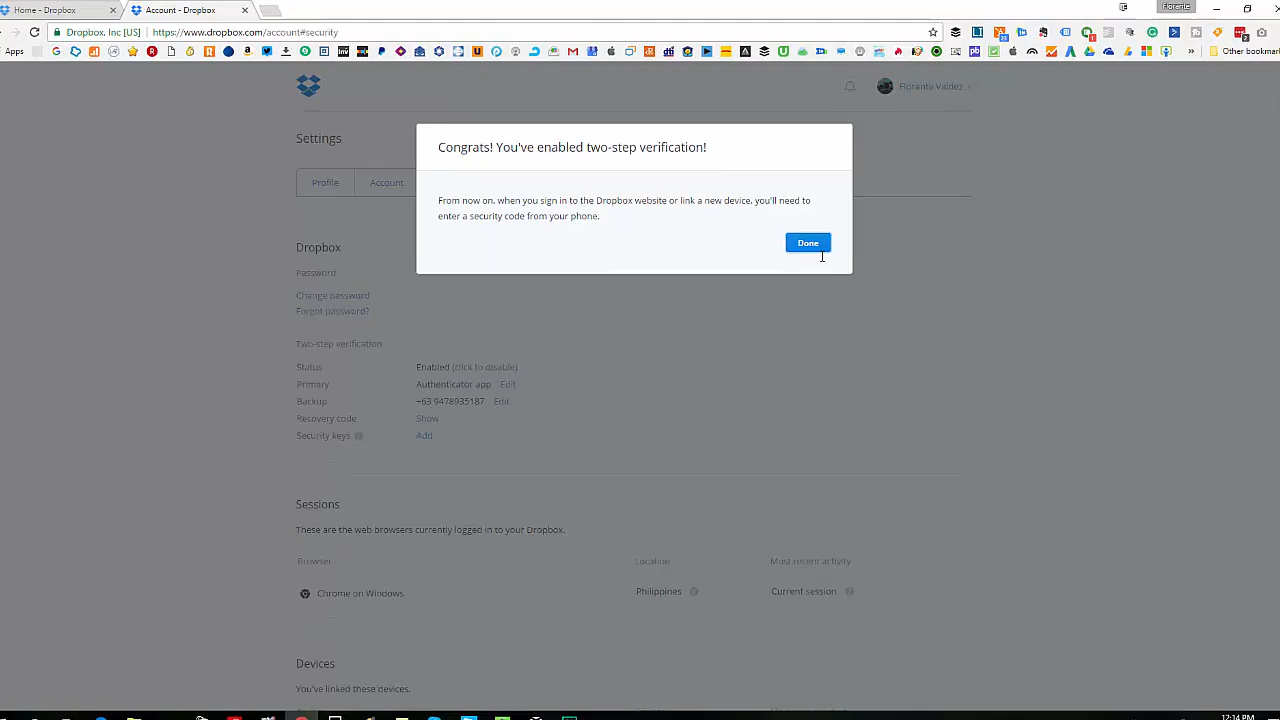 Home - Dropbox
Account - Dropbox
Florente
Dropbox, Inc [US]
https://www.dropbox.com/account#security
Apps
Other bookmar
Florante Valdez
Settings
Profile
Account
Congrats! You've enabled two-step verification!
From now on, when you sign in to the Dropbox website or link a new device, you'll need to
enter a security code from your phone.
Done
Dropbox
Password
Change password
Forgot password?
Two-step verification
Status
Enabled (click to disable)
Primary
Authenticator app
Edit
Backup
+63 9478935187
Edit
Recovery code
Show
Security keys
Add
Sessions
These are the web browsers currently logged in to your Dropbox.
Browser
Location
Most recent activity
Chrome on Windows
Philippines
Current session
Devices
You've linked these devices.
12:14 PM